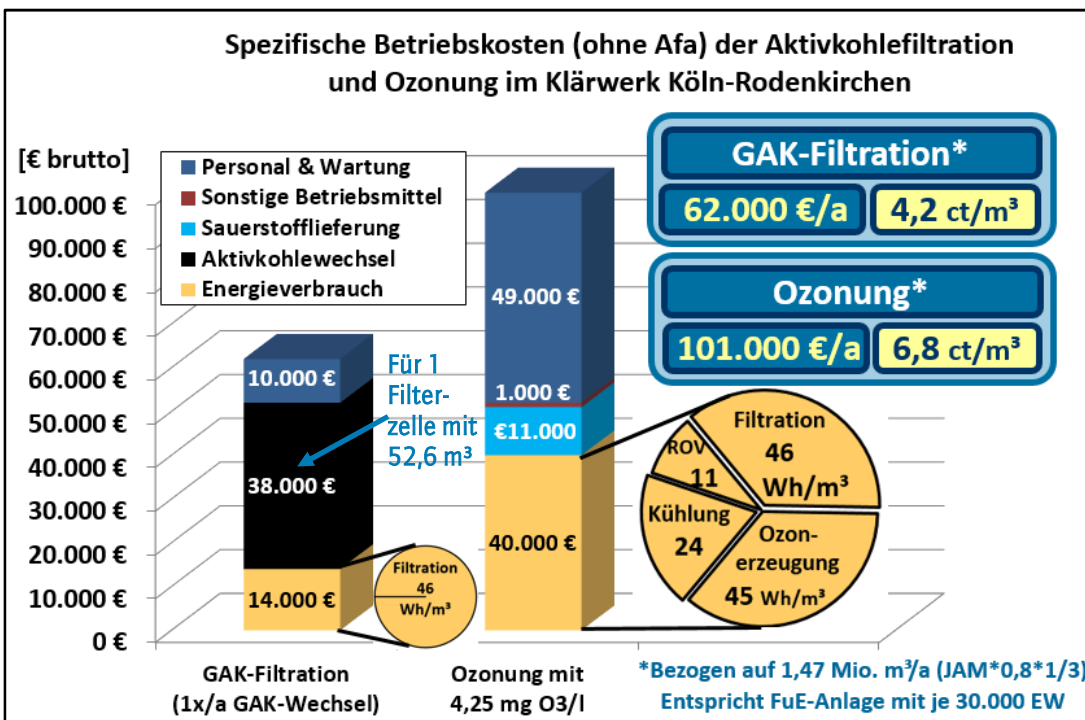 Spezifische Betriebskosten (ohne Afa) der Aktivkohlefiltration
und Ozonung im Klärwerk Köln-Rodenkirchen
[€ brutto]
100.000 €
90.000 €
80.000 €
70.000 €
60.000 €
50.000 €
40.000 €
30.000 €
20.000 €
10.000 €
0 €
Personal & Wartung
Sonstige Betriebsmittel
Sauerstofflieferung
Aktivkohlewechsel
Energieverbrauch
10.000 €
38.000 €
14.000 €
Für 1
Filter-
zelle mit
52,6 m³
Filtration
46
Wh/m³
49.000 €
1.000 €
€11.000
40.000 €
GAK-Filtration*
62.000 €/a
4,2 ct/m³
Ozonung*
101.000 €/a
6,8 ct/m³
Filtration
46
Wh/m³
ROV
11
Kühlung
24
Ozon-
erzeugung
45 Wh/m³
GAK-Filtration
(1x/a GAK-Wechsel)
Ozonung mit
4,25 mg O3/l
*Bezogen auf 1,47 Mio. m³/a (JAM*0,8*1/3)
Entspricht FuE-Anlage mit je 30.000 EW